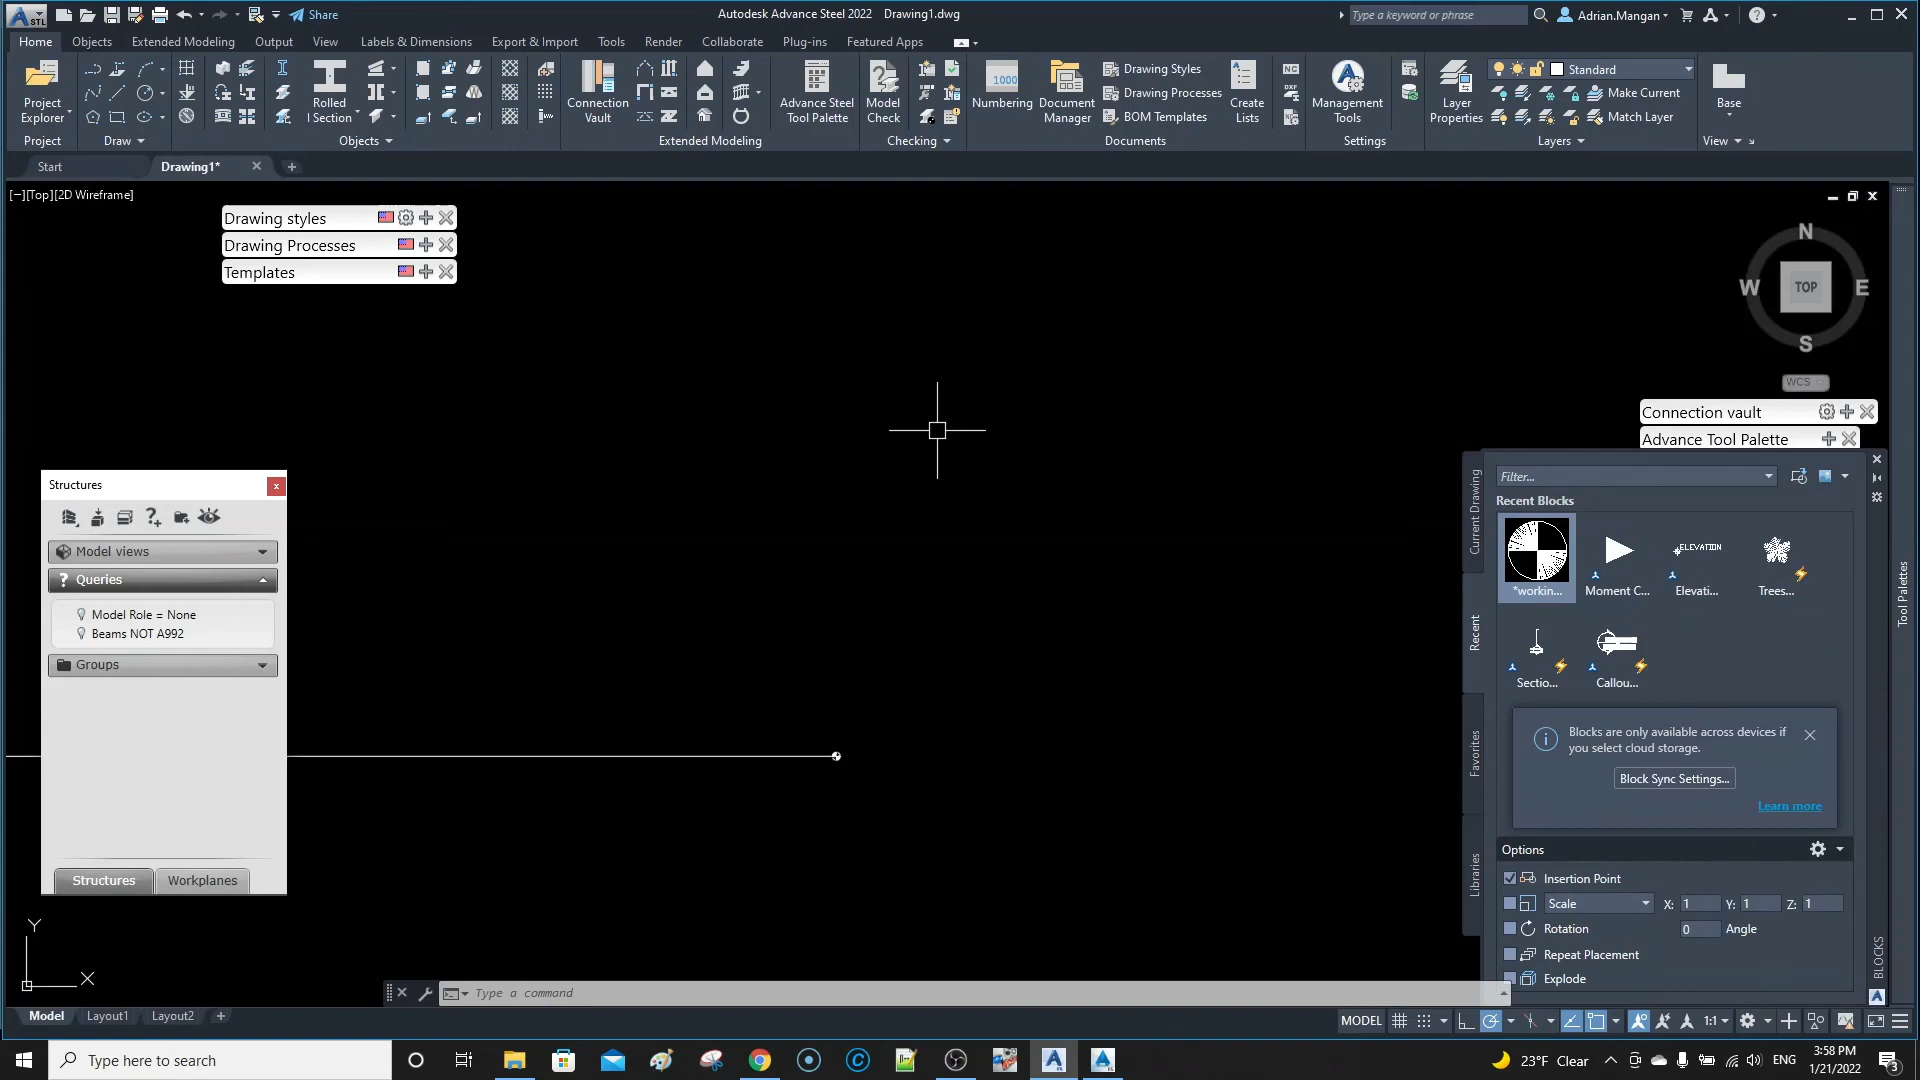 STL
Share
Autodesk Advance Steel 2022 Drawing1.dwg
Type a keyword or phrase
Adrian.Mangan
Home Objects Extended Modeling Output View Labels & Dimensions Export & Import Tools Render Collaborate Plug-ins Featured Apps
Project Explorer
Rolled I Section
Connection Vault
Advance Steel Tool Palette
Model Check
1000
Numbering
Document Manager
Drawing Styles
Drawing Processes
BOM Templates
Create Lists
NC
DXF
Management Tools
Layer Properties
Standard
Make Current
Match Layer
Base
Project Draw Objects Extended Modeling Checking Documents Settings Layers View
Start Drawing1*
[−][Top][2D Wireframe]
Drawing styles
Drawing Processes
Templates
N
W TOP E
S
WCS
Connection vault
Advance Tool Palette
Structures
Model views
? Queries
Model Role = None
Beams NOT A992
Groups
Structures Workplanes
Y
X
Filter...
Recent Blocks
*workin...
Moment C...
ELEVATION
Elevati...
Trees...
Sectio...
Callou...
Blocks are only available across devices if
you select cloud storage.
Block Sync Settings...
Learn more
Options
Insertion Point
Scale X: 1 Y: 1 Z: 1
Rotation 0 Angle
Repeat Placement
Explode
Current Drawing
Recent
Favorites
Libraries
Tool Palettes
BLOCKS
Type a command
Model Layout1 Layout2 +
MODEL
1:1
Type here to search
23°F Clear
ENG
3:58 PM
1/21/2022
3